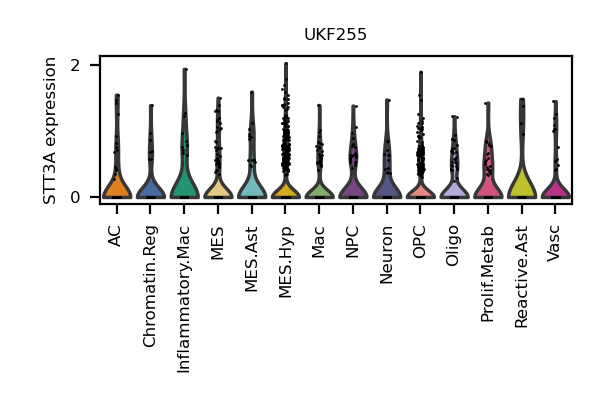 UKF255
STT3A expression
2
0
AC
Chromatin.Reg
Inflammatory.Mac
MES
MES.Ast
MES.Hyp
Mac
NPC
Neuron
OPC
Oligo
Prolif.Metab
Reactive.Ast
Vasc